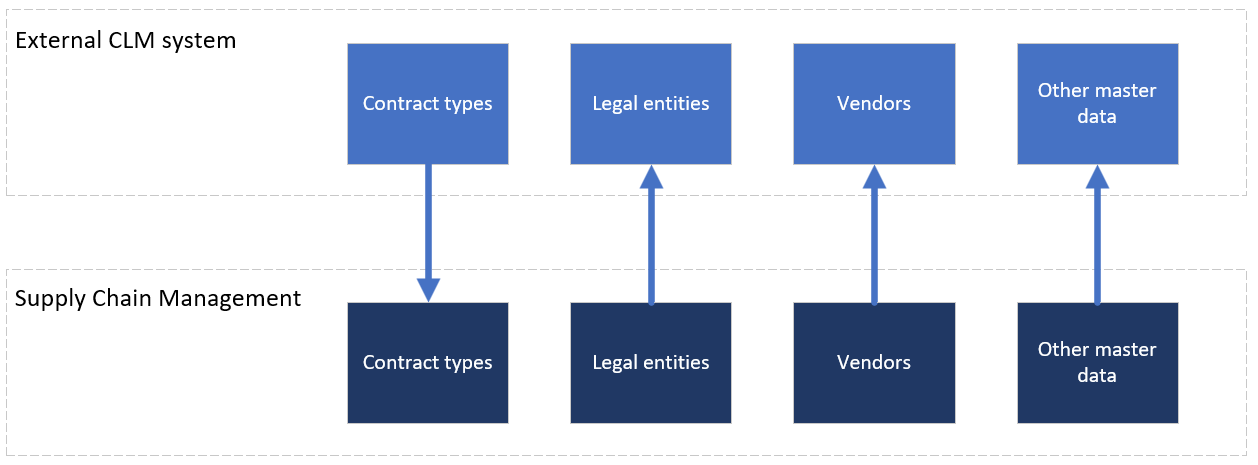 External CLM system
Contract types
Legal entities
Vendors
Other master
data
Supply Chain Management
Contract types
Legal entities
Vendors
Other master
data